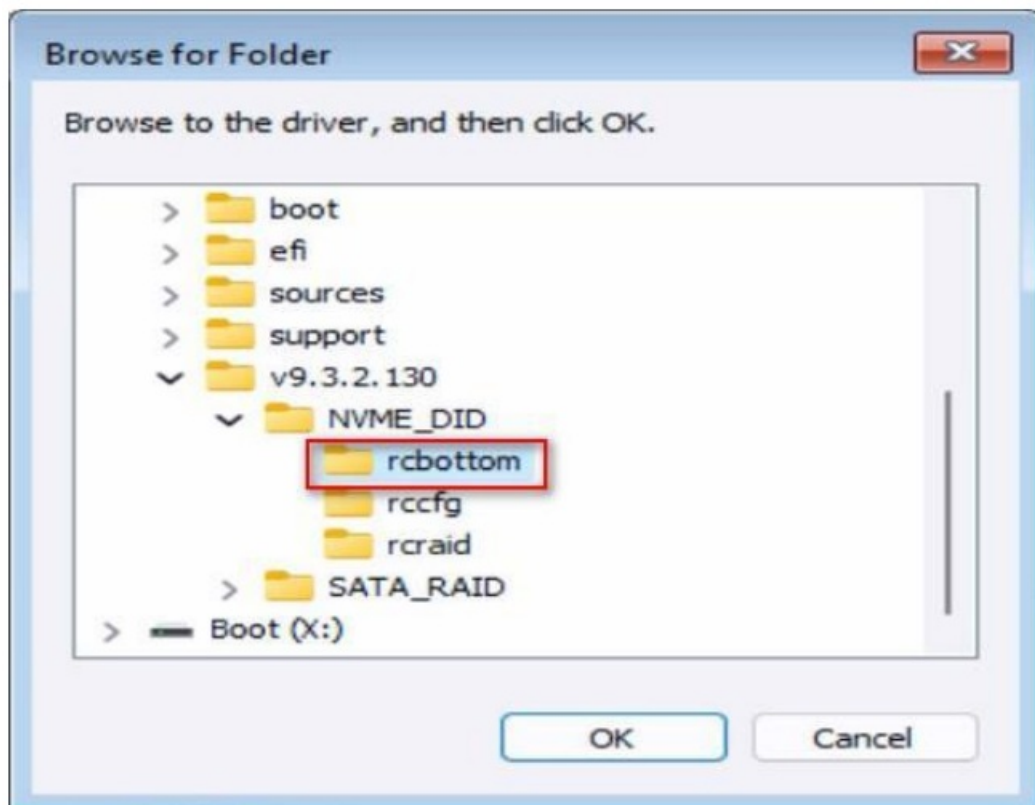 Browse for Folder
Browse to the driver, and then click OK.
boot
efi
sources
support
v9.3.2.130
NVME_DID
rcbottom
rccfg
rcraid
SATA_RAID
Boot (X:)
OK Cancel